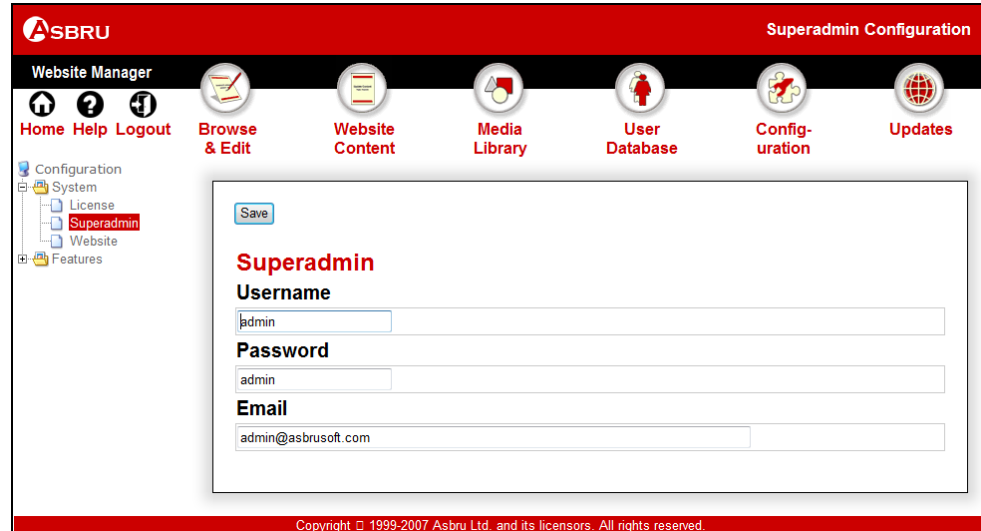 ASBRU
Superadmin Configuration
Website Manager
Home Help Logout
Browse & Edit
Website Content
Media Library
User Database
Config-uration
Updates
Configuration
System
License
Superadmin
Website
Features
Save
Superadmin
Username
admin
Password
admin
Email
admin@asbrusoft.com
Copyright □ 1999-2007 Asbru Ltd. and its licensors. All rights reserved.